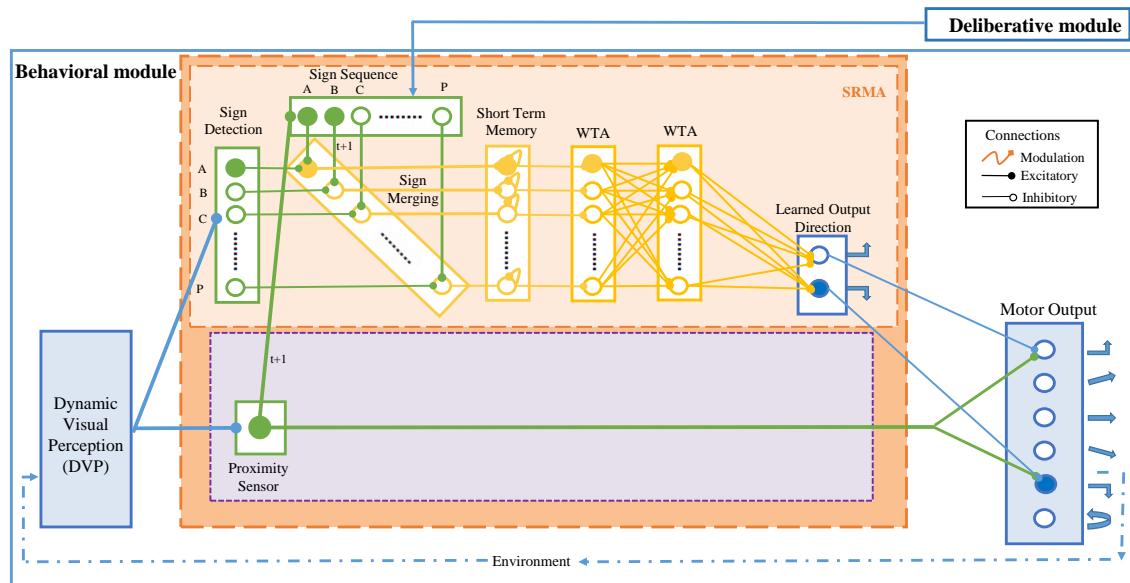 Deliberative module
Behavioral module
Sign Sequence
SRMA
A
B
C
P
Sign
Detection
Short Term
Memory
WTA
WTA
t+1
Connections
Modulation
Excitatory
Inhibitory
A
B
C
P
Sign
Merging
Learned Output
Direction
Motor Output
t+1
Dynamic
Visual
Perception
(DVP)
Proximity
Sensor
Environment